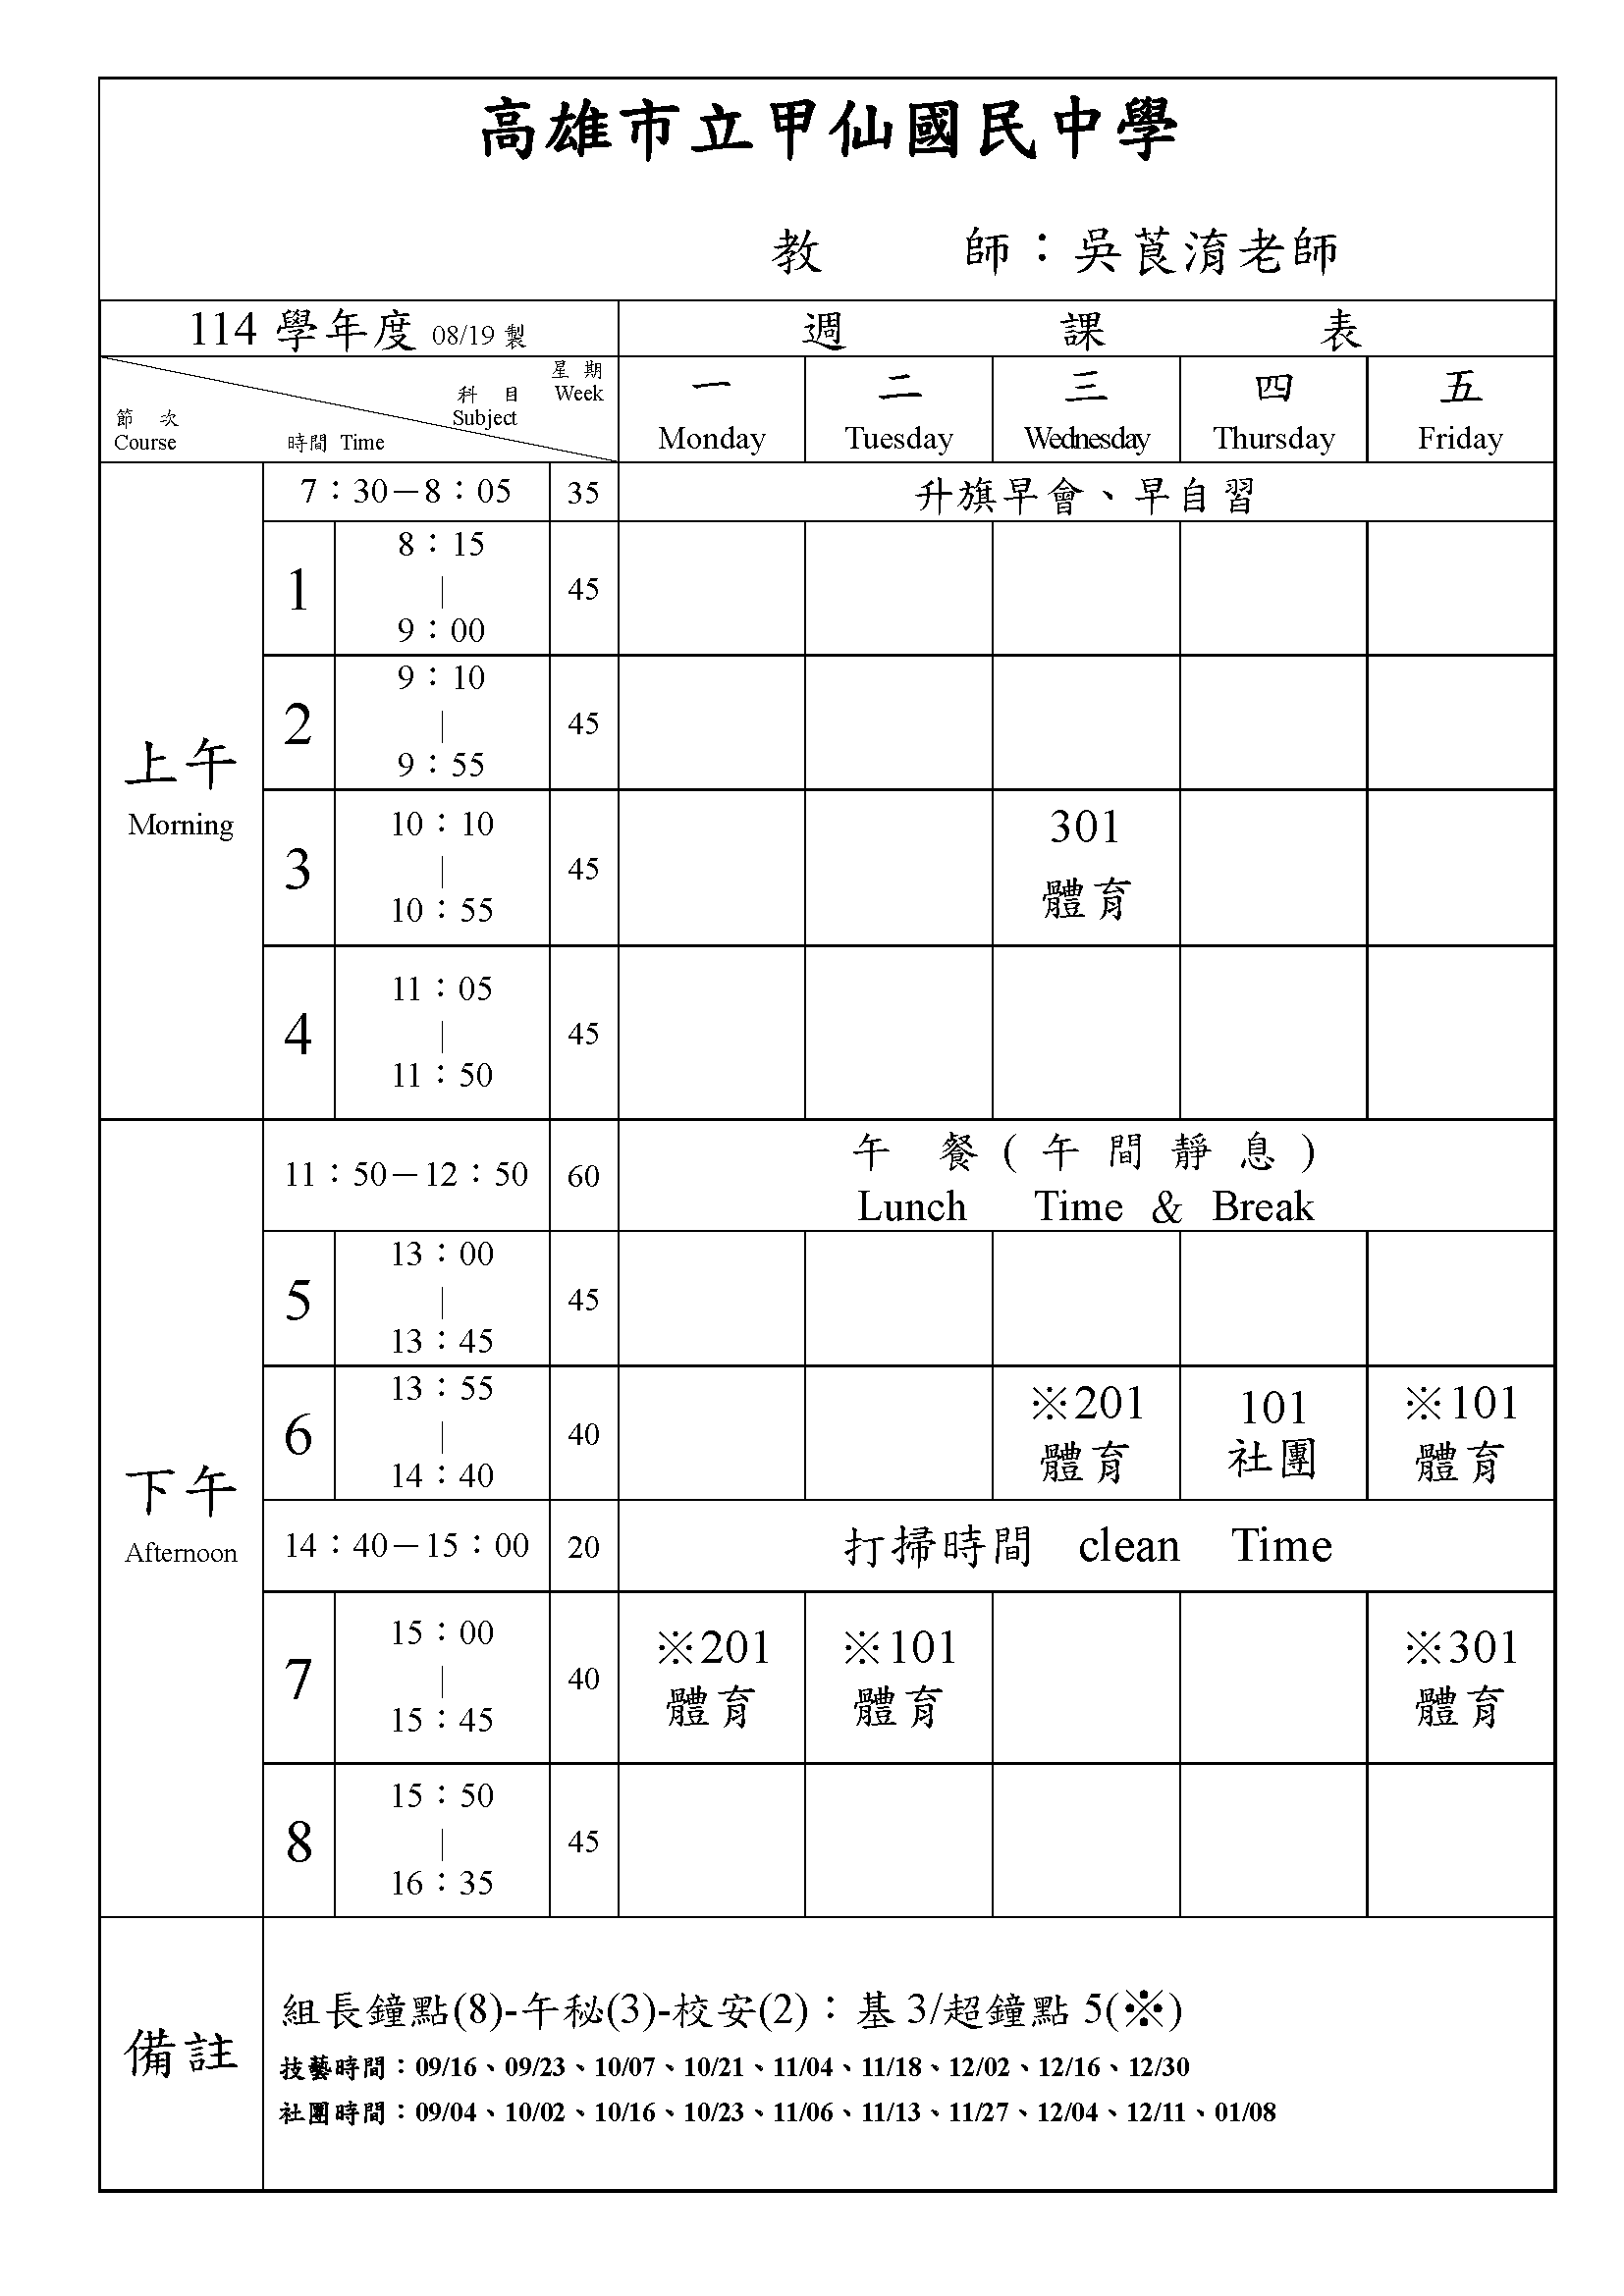 高雄市立甲仙國民中學
教 師：吳莨淯老師
114 學年度 08/19 製
週 課 表
星 期
Week
科 目
Subject
節 次
Course
時間 Time
一
Monday
二
Tuesday
三
Wednesday
四
Thursday
五
Friday
上午
Morning
7：30－8：05 35 升旗早會、早自習
1
8：15
｜
9：00
45
2
9：10
｜
9：55
45
3
10：10
｜
10：55
45
301
體育
4
11：05
｜
11：50
45
下午
Afternoon
11：50－12：50 60
午 餐 ( 午 間 靜 息 )
Lunch Time & Break
5
13：00
｜
13：45
45
6
13：55
｜
14：40
40
※201
體育
101
社團
※101
體育
14：40－15：00 20 打掃時間 clean Time
7
15：00
｜
15：45
40
※201
體育
※101
體育
※301
體育
8
15：50
｜
16：35
45
備註
組長鐘點(8)-午秘(3)-校安(2)：基 3/超鐘點 5(※)
技藝時間：09/16、09/23、10/07、10/21、11/04、11/18、12/02、12/16、12/30
社團時間：09/04、10/02、10/16、10/23、11/06、11/13、11/27、12/04、12/11、01/08